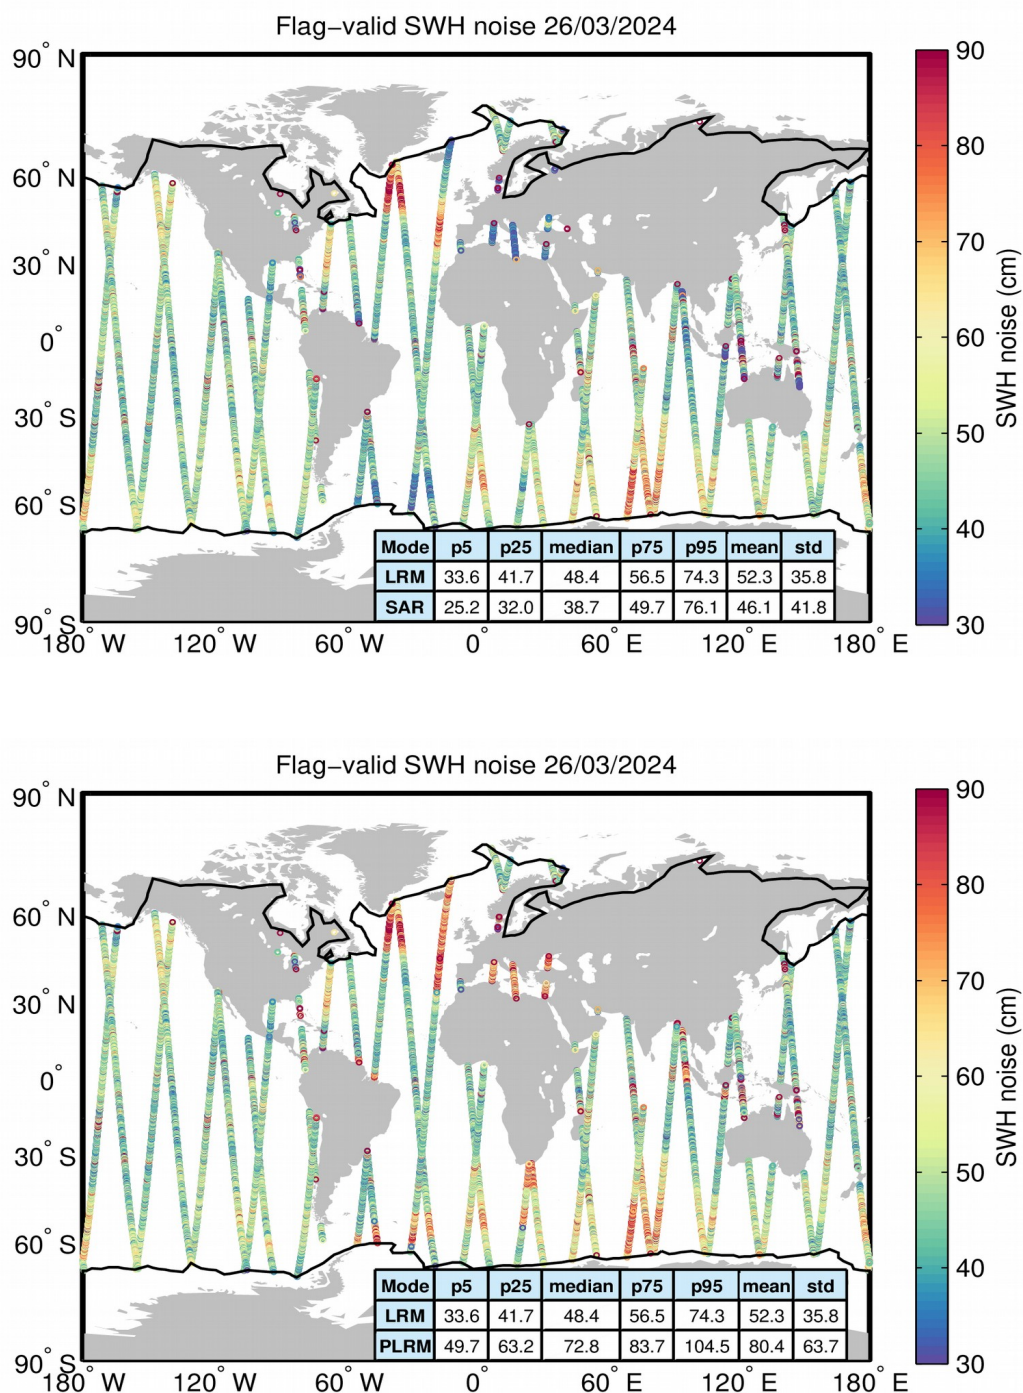 Flag−valid SWH noise 26/03/2024
90° N
60° N
30° N
0°
30° S
60° S
90° S
180° W
120° W
60° W
0°
60° E
120° E
180° E
90
80
70
60
50
40
30
SWH noise (cm)
Mode p5 p25 median p75 p95 mean std
LRM 33.6 41.7 48.4 56.5 74.3 52.3 35.8
SAR 25.2 32.0 38.7 49.7 76.1 46.1 41.8
Flag−valid SWH noise 26/03/2024
90° N
60° N
30° N
0°
30° S
60° S
90° S
180° W
120° W
60° W
0°
60° E
120° E
180° E
90
80
70
60
50
40
30
SWH noise (cm)
Mode p5 p25 median p75 p95 mean std
LRM 33.6 41.7 48.4 56.5 74.3 52.3 35.8
PLRM 49.7 63.2 72.8 83.7 104.5 80.4 63.7